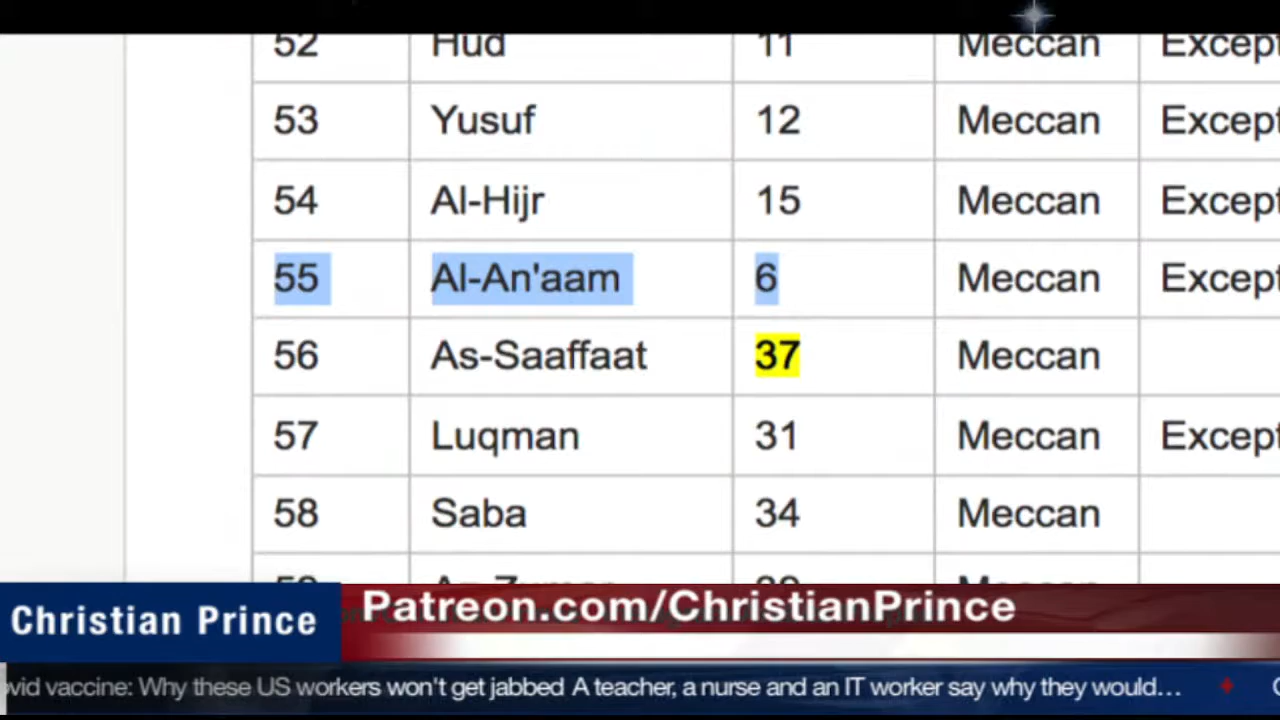 52 Hud 11 Meccan Except
53 Yusuf 12 Meccan Except
54 Al-Hijr 15 Meccan Except
55 Al-An'aam 6 Meccan Except
56 As-Saaffaat 37 Meccan
57 Luqman 31 Meccan Except
58 Saba 34 Meccan
Meccan
Christian Prince
Patreon.com/ChristianPrince
ovid vaccine: Why these US workers won't get jabbed A teacher, a nurse and an IT worker say why they would…